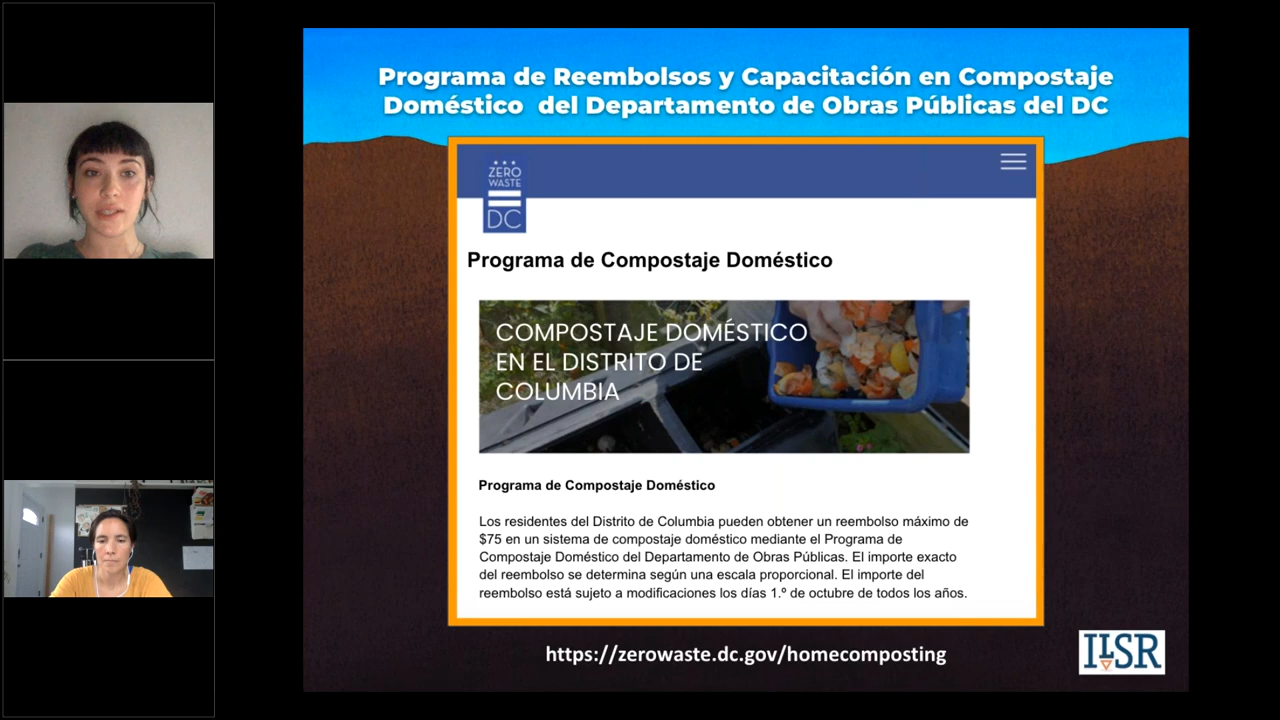 Programa de Reembolsos y Capacitación en Compostaje
Doméstico del Departamento de Obras Públicas del DC
ZERO
WASTE
DC
Programa de Compostaje Doméstico
COMPOSTAJE DOMÉSTICO
EN EL DISTRITO DE
COLUMBIA
Programa de Compostaje Doméstico
Los residentes del Distrito de Columbia pueden obtener un reembolso máximo de
$75 en un sistema de compostaje doméstico mediante el Programa de
Compostaje Doméstico del Departamento de Obras Públicas. El importe exacto
del reembolso se determina según una escala proporcional. El importe del
reembolso está sujeto a modificaciones los días 1.º de octubre de todos los años.
https://zerowaste.dc.gov/homecomposting
ILSR